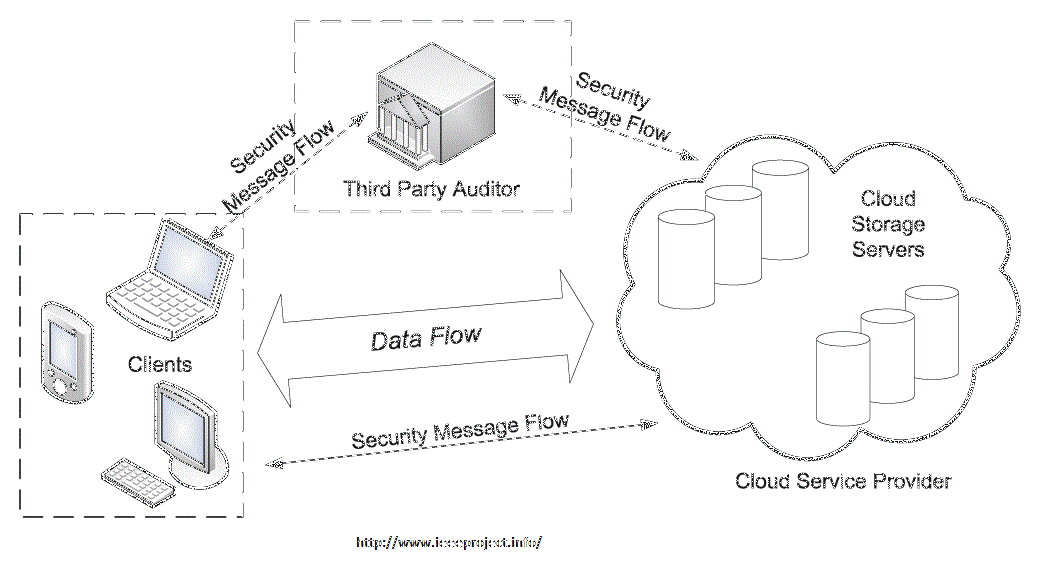 Security
Message Flow
Third Party Auditor
Security
Message Flow
Cloud
Storage
Servers
Clients
Data Flow
Security Message Flow
Cloud Service Provider
http://www.ieeeproject.info/